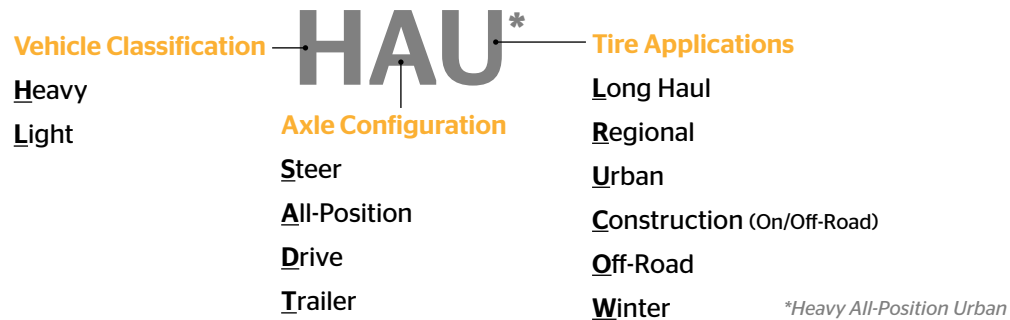 HAU*
Vehicle Classification
Heavy
Light
Axle Configuration
Steer
All-Position
Drive
Trailer
Tire Applications
Long Haul
Regional
Urban
Construction (On/Off-Road)
Off-Road
Winter
*Heavy All-Position Urban